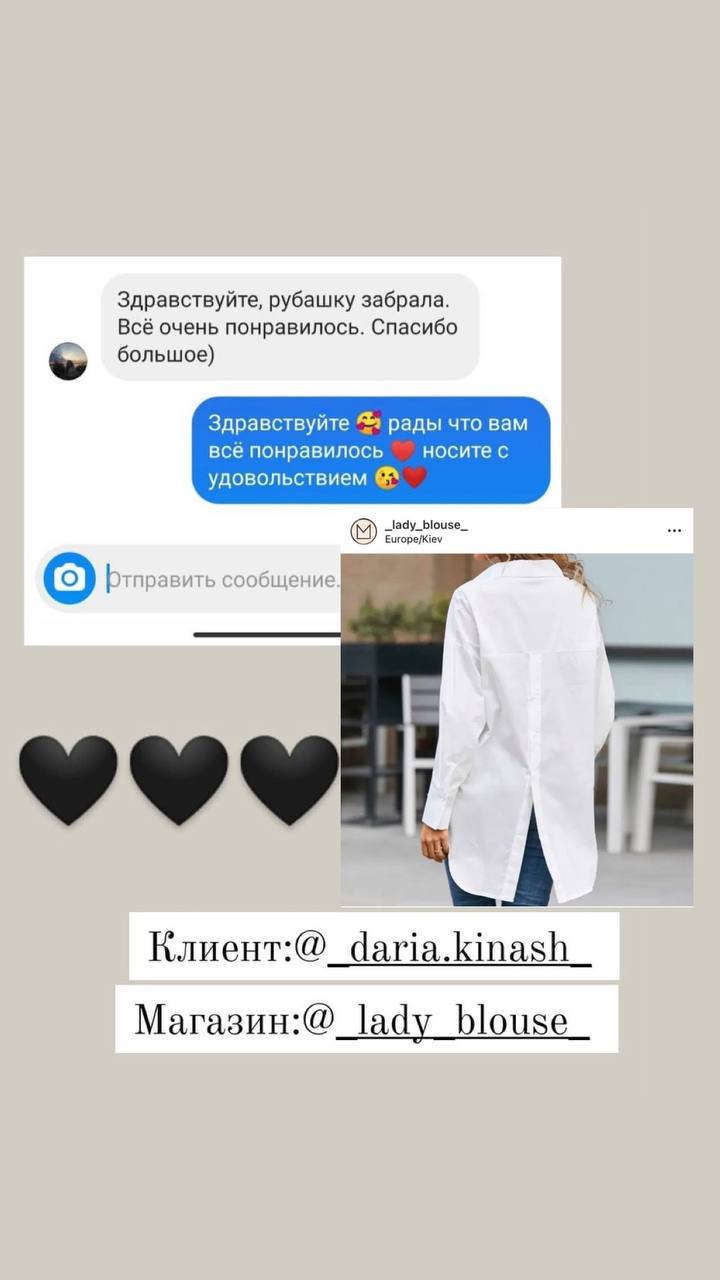 Здравствуйте, рубашку забрала.
Всё очень понравилось. Спасибо
большое)
Здравствуйте 🥰 рады что вам
всё понравилось ♥️ носите с
удовольствием 😘❤️
Отправить сообщение.
_lady_blouse_
Europe/Kiev
Клиент:@_daria.kinash_
Магазин:@_lady_blouse_